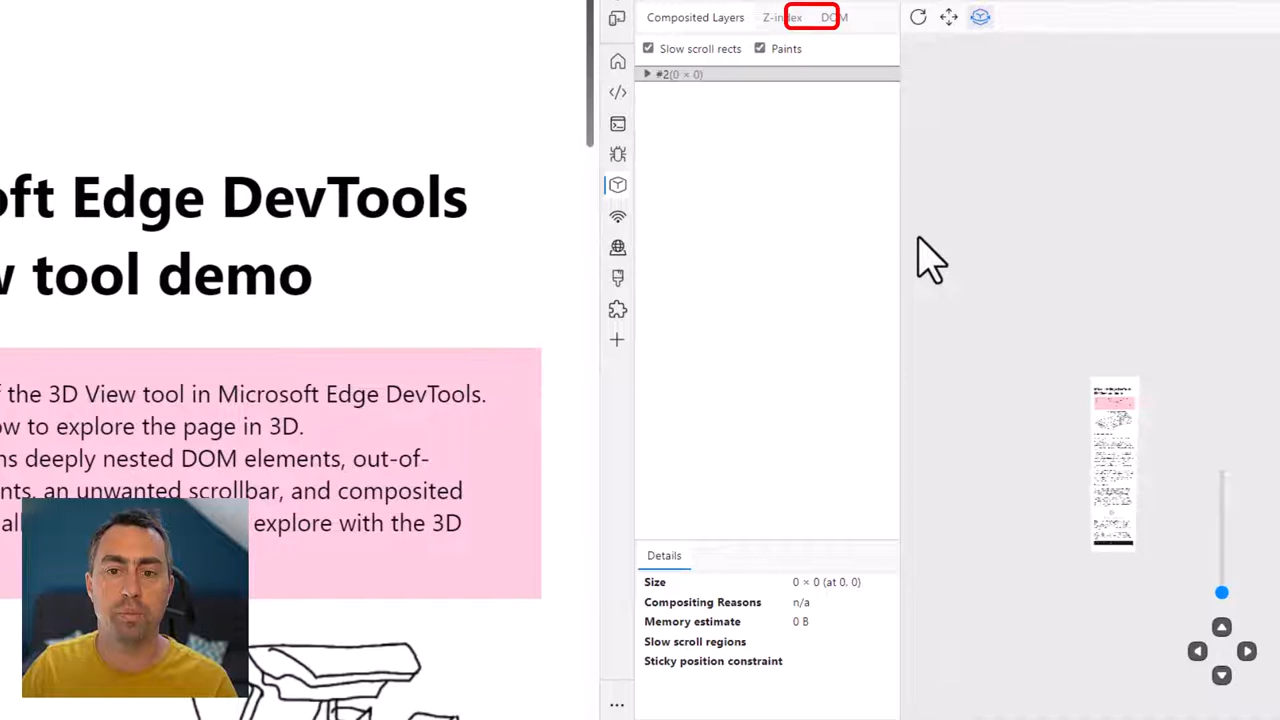 Composited Layers Z-index DOM
Slow scroll rects Paints
#2(0 × 0)
oft Edge DevTools
w tool demo
f the 3D View tool in Microsoft Edge DevTools.
ow to explore the page in 3D.
ns deeply nested DOM elements, out-of-
nts, an unwanted scrollbar, and composited
all explore with the 3D
Details
Size 0 × 0 (at 0, 0)
Compositing Reasons n/a
Memory estimate 0 B
Slow scroll regions
Sticky position constraint